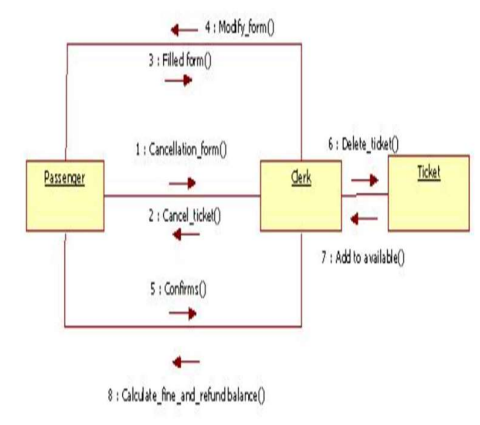 4 : Modify_form()
3 : Filled form()
1 : Cancellation_form()
6 : Delete_ticket()
Passenger
Clerk
Ticket
2 : Cancel_ticket()
7 : Add to available()
5 : Confirms()
8 : Calculate_fine_and_refund balance()